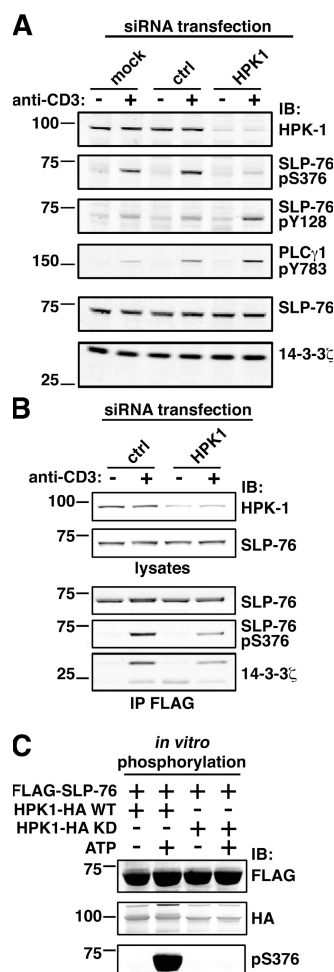 A
siRNA transfection
mock ctrl HPK1
anti-CD3: - + - + - + IB:
100 HPK-1
75 SLP-76 pS376
75 SLP-76 pY128
150 PLCγ1 pY783
75 SLP-76
14-3-3ζ
25
B
siRNA transfection
ctrl HPK1
anti-CD3: - + - + IB:
100 HPK-1
75 SLP-76
lysates
75 SLP-76
75 SLP-76 pS376
25 14-3-3ζ
IP FLAG
C
in vitro
phosphorylation
FLAG-SLP-76 + + + +
HPK1-HA WT + + - -
HPK1-HA KD - - + +
ATP - + - + IB:
75 FLAG
100 HA
75 pS376